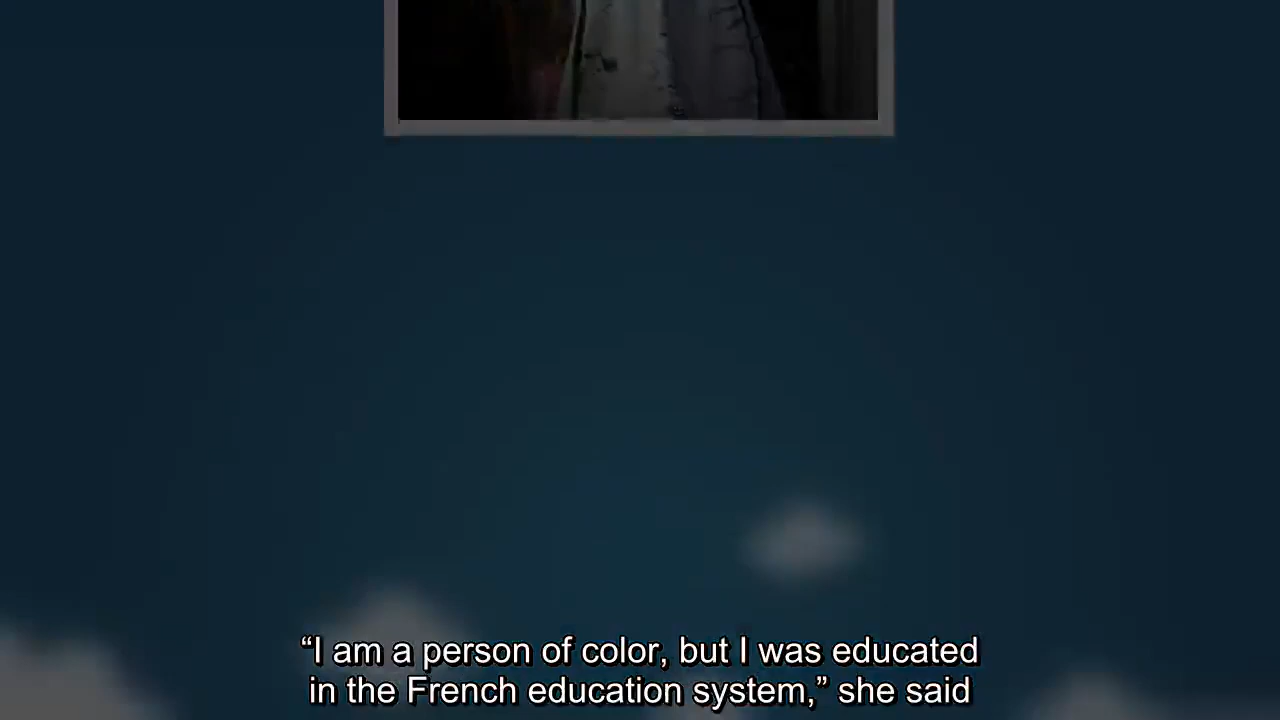 “I am a person of color, but I was educated
in the French education system,” she said